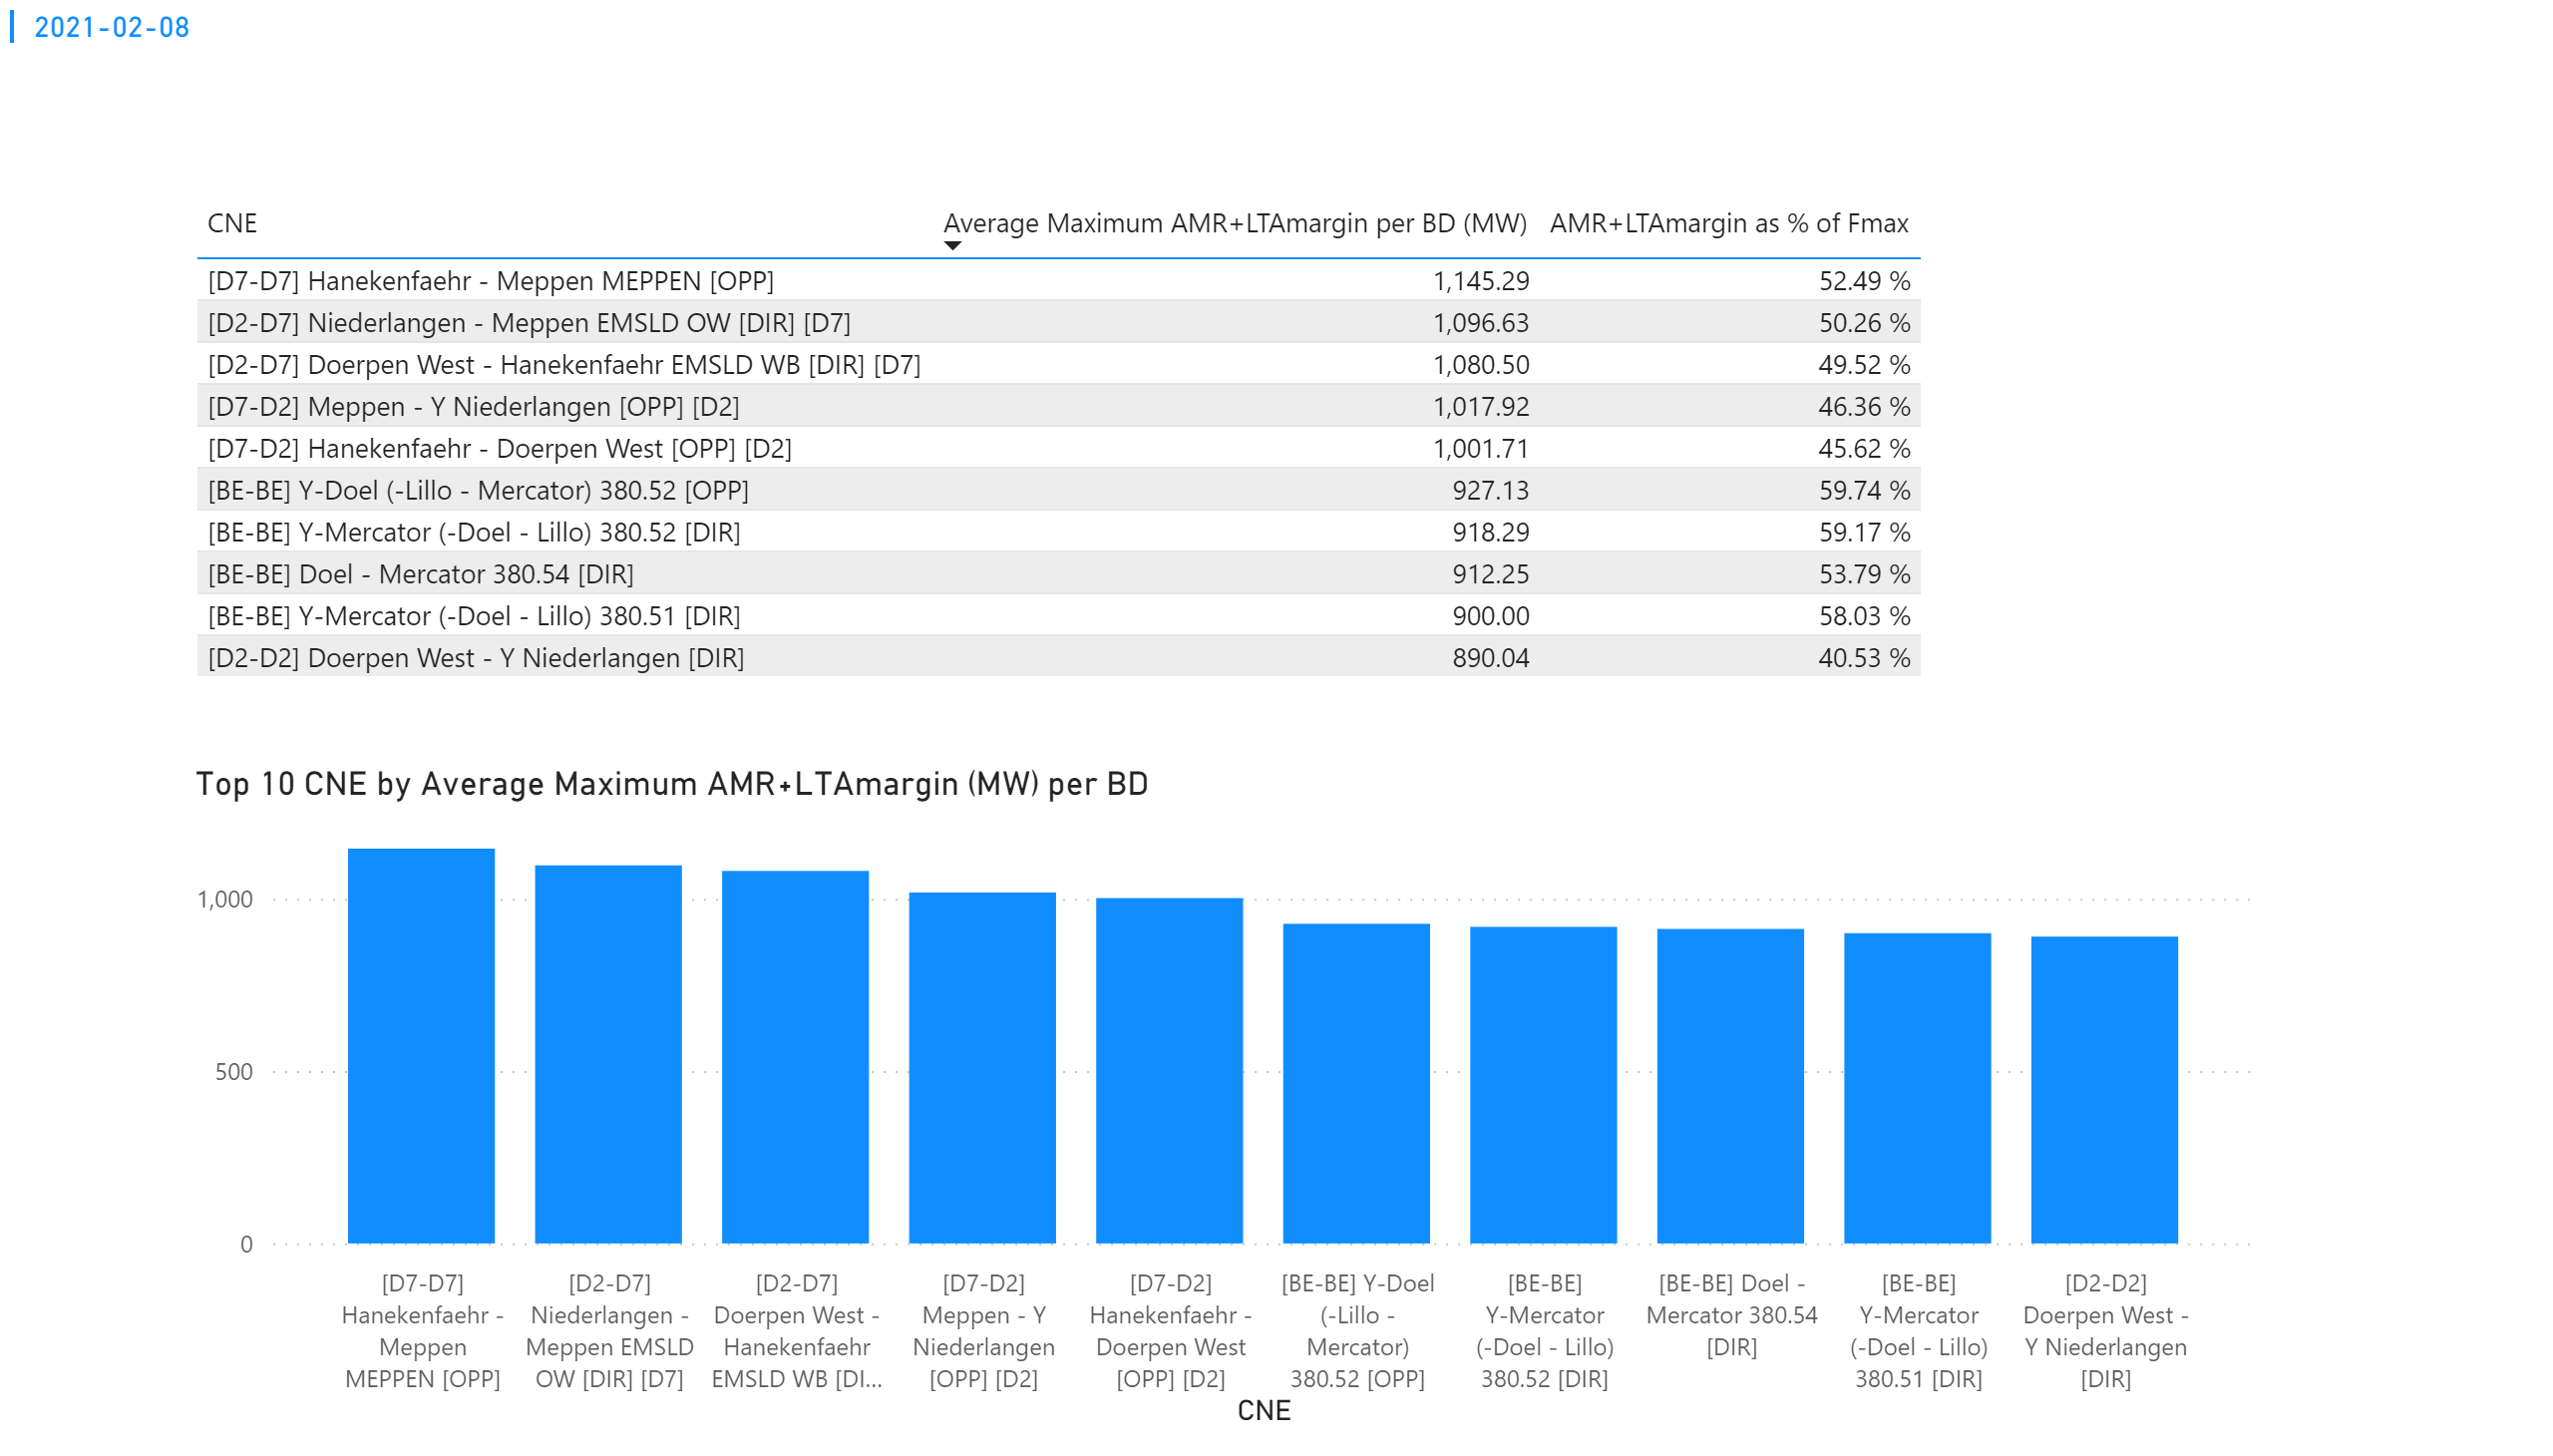 2021-02-08
CNE Average Maximum AMR+LTAmargin per BD (MW) AMR+LTAmargin as % of Fmax
[D7-D7] Hanekenfaehr - Meppen MEPPEN [OPP] 1,145.29 52.49 %
[D2-D7] Niederlangen - Meppen EMSLD OW [DIR] [D7] 1,096.63 50.26 %
[D2-D7] Doerpen West - Hanekenfaehr EMSLD WB [DIR] [D7] 1,080.50 49.52 %
[D7-D2] Meppen - Y Niederlangen [OPP] [D2] 1,017.92 46.36 %
[D7-D2] Hanekenfaehr - Doerpen West [OPP] [D2] 1,001.71 45.62 %
[BE-BE] Y-Doel (-Lillo - Mercator) 380.52 [OPP] 927.13 59.74 %
[BE-BE] Y-Mercator (-Doel - Lillo) 380.52 [DIR] 918.29 59.17 %
[BE-BE] Doel - Mercator 380.54 [DIR] 912.25 53.79 %
[BE-BE] Y-Mercator (-Doel - Lillo) 380.51 [DIR] 900.00 58.03 %
[D2-D2] Doerpen West - Y Niederlangen [DIR] 890.04 40.53 %
Top 10 CNE by Average Maximum AMR+LTAmargin (MW) per BD
1,000
500
0
[D7-D7]
Hanekenfaehr -
Meppen
MEPPEN [OPP]
[D2-D7]
Niederlangen -
Meppen EMSLD
OW [DIR] [D7]
[D2-D7]
Doerpen West -
Hanekenfaehr
EMSLD WB [DI...
[D7-D2]
Meppen - Y
Niederlangen
[OPP] [D2]
[D7-D2]
Hanekenfaehr -
Doerpen West
[OPP] [D2]
[BE-BE] Y-Doel
(-Lillo -
Mercator)
380.52 [OPP]
[BE-BE]
Y-Mercator
(-Doel - Lillo)
380.52 [DIR]
[BE-BE] Doel -
Mercator 380.54
[DIR]
[BE-BE]
Y-Mercator
(-Doel - Lillo)
380.51 [DIR]
[D2-D2]
Doerpen West -
Y Niederlangen
[DIR]
CNE